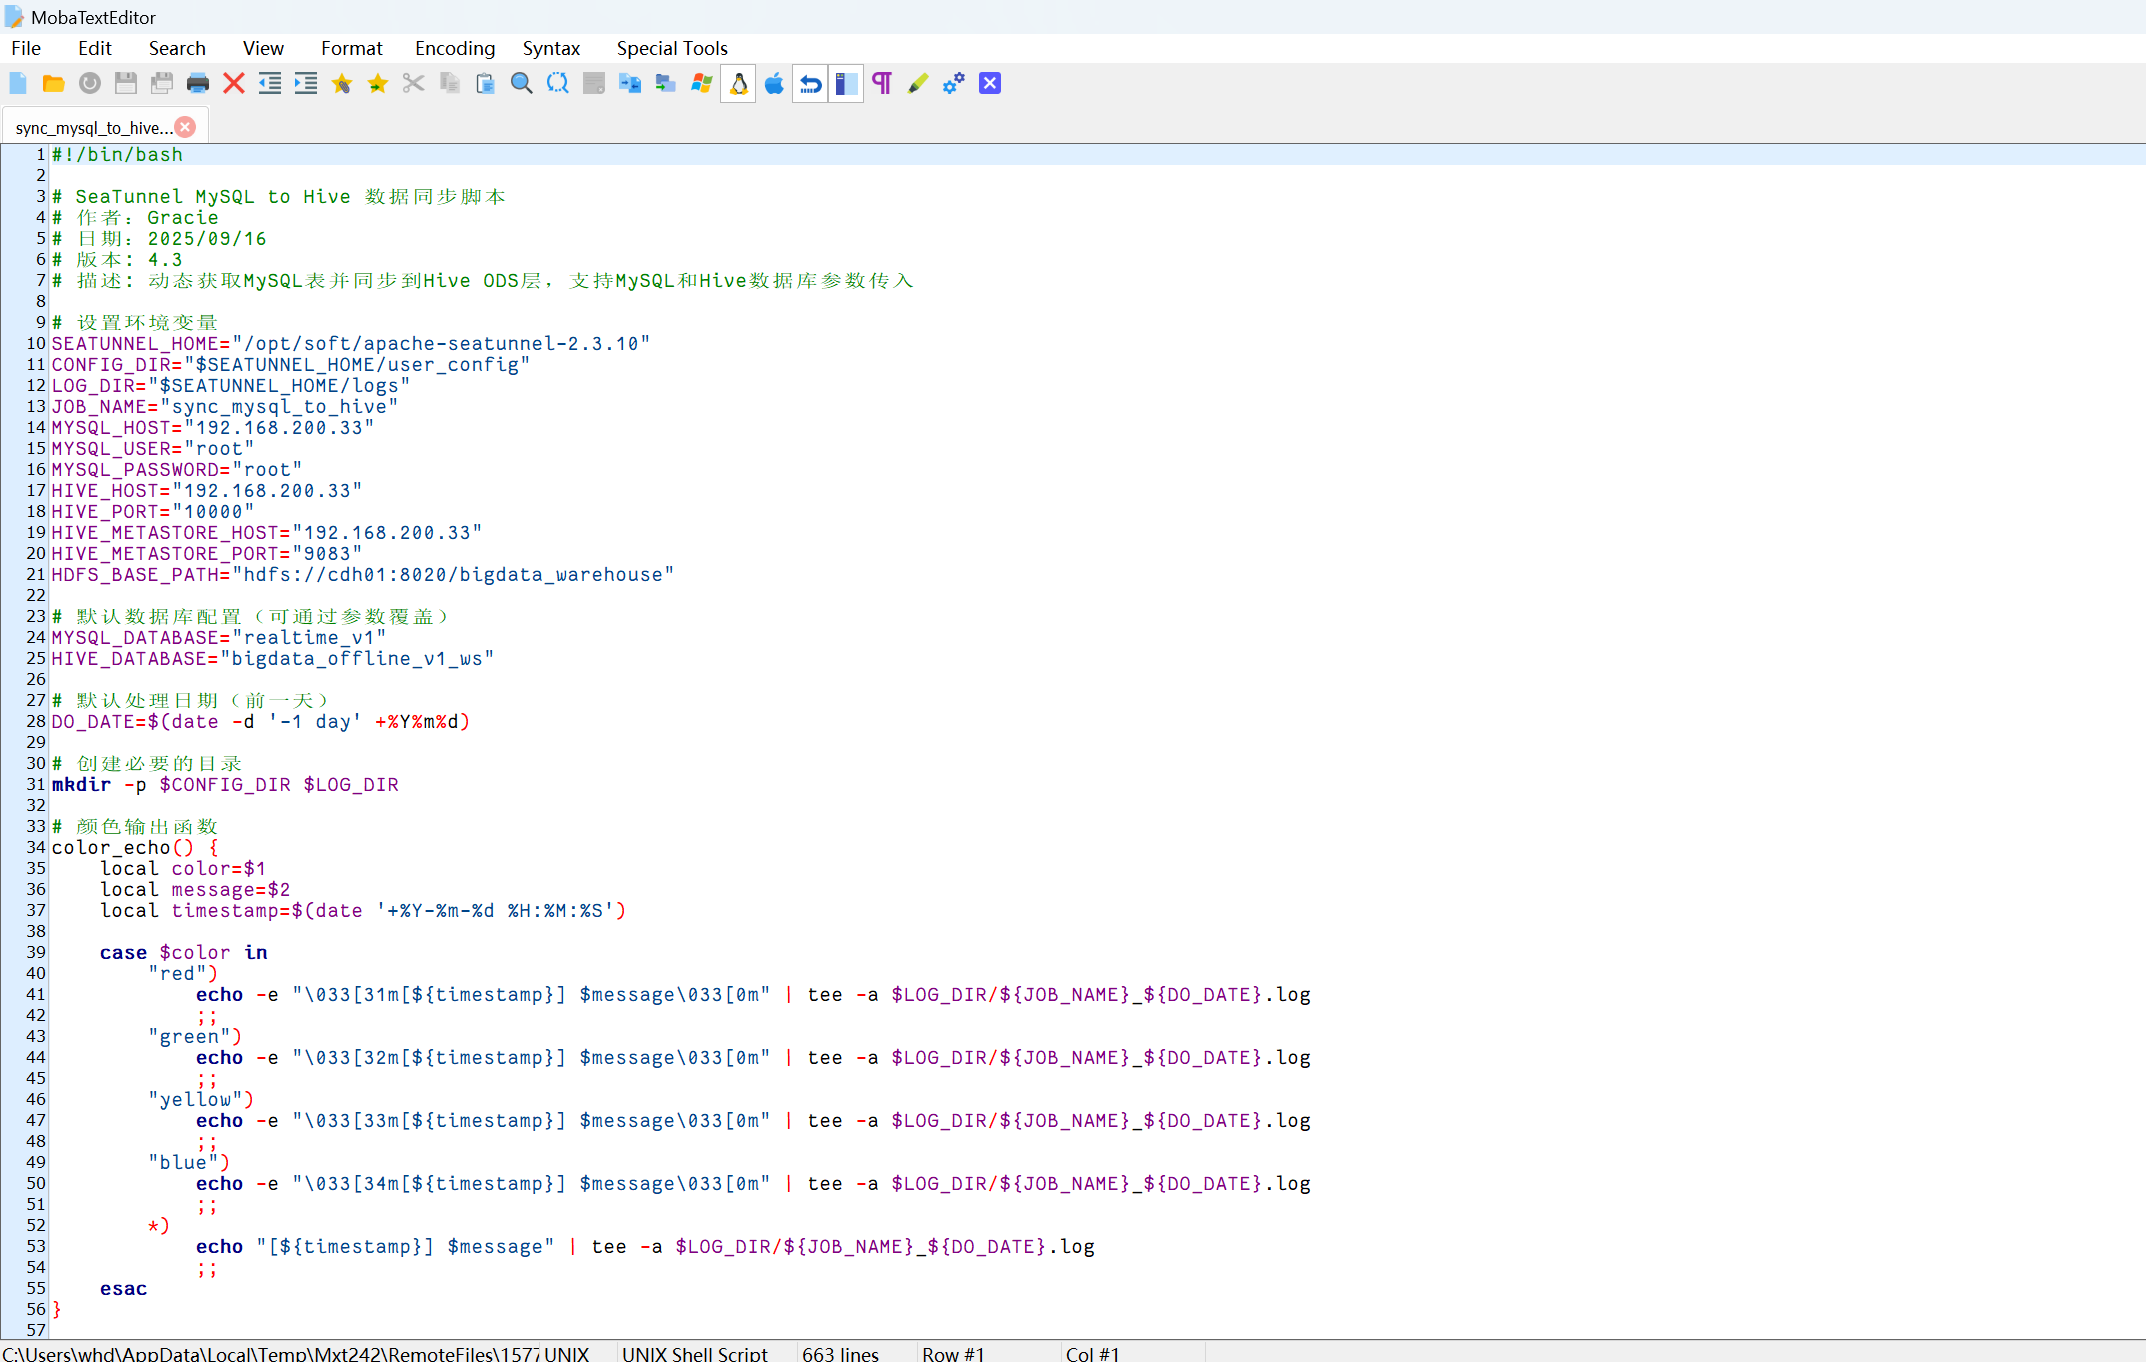 MobaTextEditor
File Edit Search View Format Encoding Syntax Special Tools
sync_mysql_to_hive...
1 #!/bin/bash
2
3 # SeaTunnel MySQL to Hive 数据同步脚本
4 # 作者: Gracie
5 # 日期: 2025/09/16
6 # 版本: 4.3
7 # 描述: 动态获取MySQL表并同步到Hive ODS层, 支持MySQL和Hive数据库参数传入
8
9 # 设置环境变量
10 SEATUNNEL_HOME="/opt/soft/apache-seatunnel-2.3.10"
11 CONFIG_DIR="$SEATUNNEL_HOME/user_config"
12 LOG_DIR="$SEATUNNEL_HOME/logs"
13 JOB_NAME="sync_mysql_to_hive"
14 MYSQL_HOST="192.168.200.33"
15 MYSQL_USER="root"
16 MYSQL_PASSWORD="root"
17 HIVE_HOST="192.168.200.33"
18 HIVE_PORT="10000"
19 HIVE_METASTORE_HOST="192.168.200.33"
20 HIVE_METASTORE_PORT="9083"
21 HDFS_BASE_PATH="hdfs://cdh01:8020/bigdata_warehouse"
22
23 # 默认数据库配置（可通过参数覆盖）
24 MYSQL_DATABASE="realtime_v1"
25 HIVE_DATABASE="bigdata_offline_v1_ws"
26
27 # 默认处理日期（前一天）
28 DO_DATE=$(date -d '-1 day' +%Y%m%d)
29
30 # 创建必要的目录
31 mkdir -p $CONFIG_DIR $LOG_DIR
32
33 # 颜色输出函数
34 color_echo() {
35     local color=$1
36     local message=$2
37     local timestamp=$(date '+%Y-%m-%d %H:%M:%S')
38
39     case $color in
40         "red")
41             echo -e "\033[31m[${timestamp}] $message\033[0m" | tee -a $LOG_DIR/${JOB_NAME}_${DO_DATE}.log
42             ;;
43         "green")
44             echo -e "\033[32m[${timestamp}] $message\033[0m" | tee -a $LOG_DIR/${JOB_NAME}_${DO_DATE}.log
45             ;;
46         "yellow")
47             echo -e "\033[33m[${timestamp}] $message\033[0m" | tee -a $LOG_DIR/${JOB_NAME}_${DO_DATE}.log
48             ;;
49         "blue")
50             echo -e "\033[34m[${timestamp}] $message\033[0m" | tee -a $LOG_DIR/${JOB_NAME}_${DO_DATE}.log
51             ;;
52         *)
53             echo "[${timestamp}] $message" | tee -a $LOG_DIR/${JOB_NAME}_${DO_DATE}.log
54             ;;
55     esac
56 }
57
C:\Users\whd\AppData\Local\Temp\Mxt242\RemoteFiles\1577 UNIX UNIX Shell Script 663 lines Row #1 Col #1